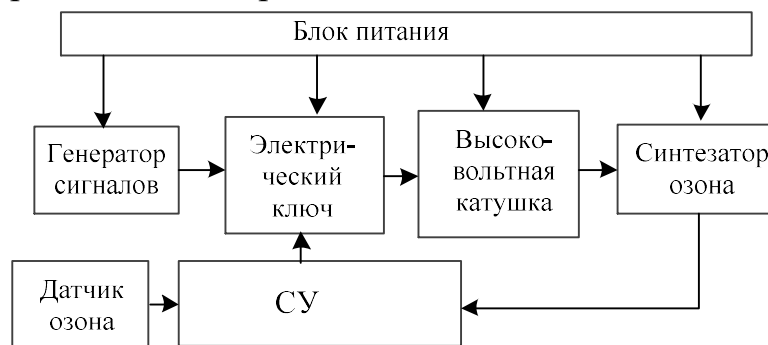 Блок питания
Генератор
сигналов
Электри-
ческий
ключ
Высоко-
вольтная
катушка
Синтезатор
озона
Датчик
озона
СУ